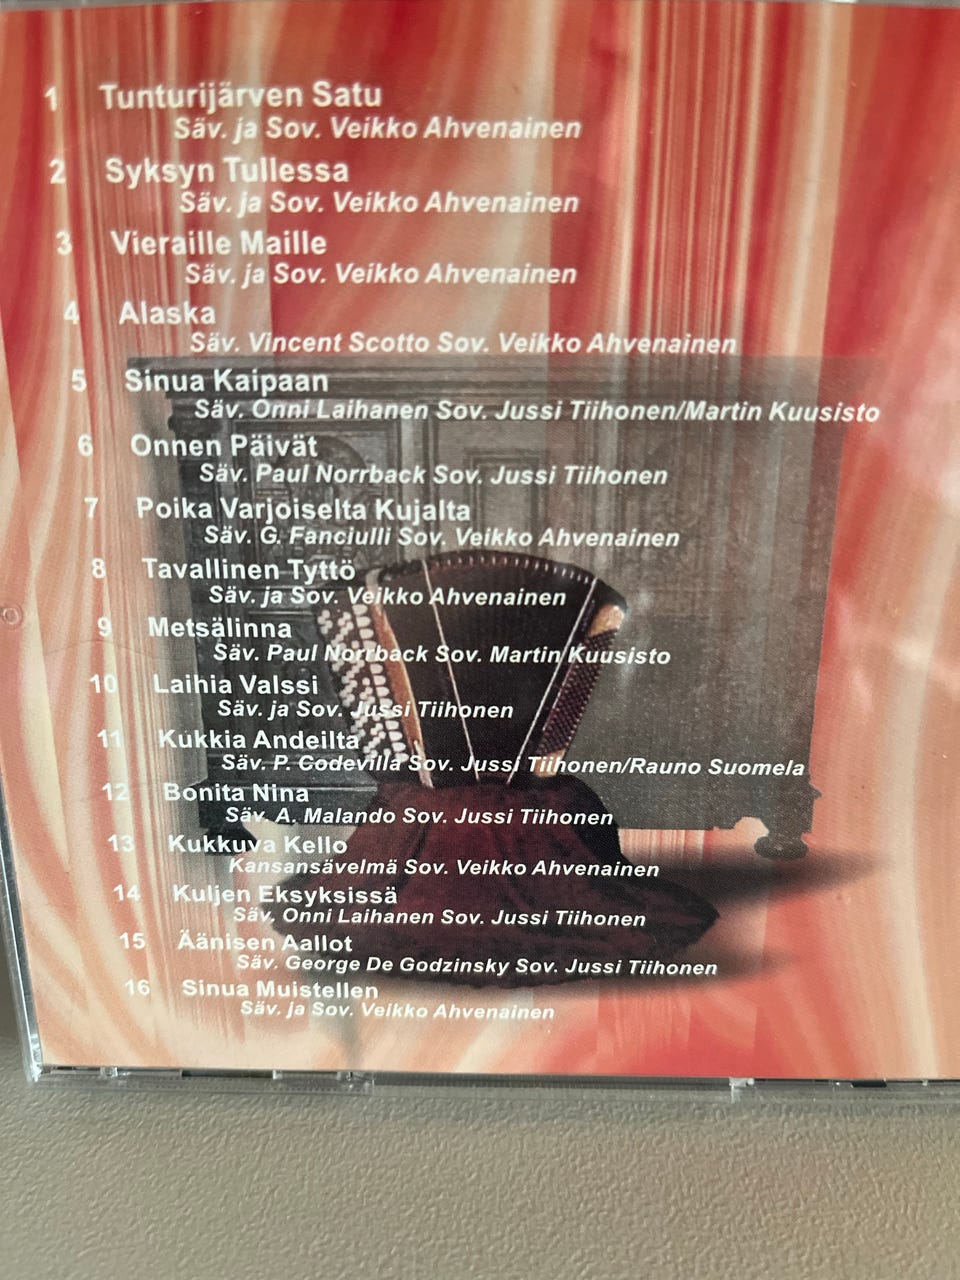 1 Tunturijärven Satu
Säv. ja Sov. Veikko Ahvenainen
2 Syksyn Tullessa
Säv. ja Sov. Veikko Ahvenainen
3 Vieraille Maille
Säv. ja Sov. Veikko Ahvenainen
4 Alaska
Säv. Vincent Scotto Sov. Veikko Ahvenainen
5 Sinua Kaipaan
Säv. Onni Laihanen Sov. Jussi Tiihonen/Martin Kuusisto
6 Onnen Päivät
Säv. Paul Norrback Sov. Jussi Tiihonen
7 Poika Varjoiselta Kujalta
Säv. G. Fanciulli Sov. Veikko Ahvenainen
8 Tavallinen Tyttö
Säv. ja Sov. Veikko Ahvenainen
9 Metsälinna
Säv. Paul Norrback Sov. Martin Kuusisto
10 Laihia Valssi
Säv. ja Sov. Jussi Tiihonen
11 Kukkia Andeilta
Säv. P. Codevilla Sov. Jussi Tiihonen/Rauno Suomela
12 Bonita Nina
Säv. A. Malando Sov. Jussi Tiihonen
13 Kukkuva Kello
Kansansävelmä Sov. Veikko Ahvenainen
14 Kuljen Eksyksissä
Säv. Onni Laihanen Sov. Jussi Tiihonen
15 Äänisen Aallot
Säv. George De Godzinsky Sov. Jussi Tiihonen
16 Sinua Muistellen
Säv. ja Sov. Veikko Ahvenainen